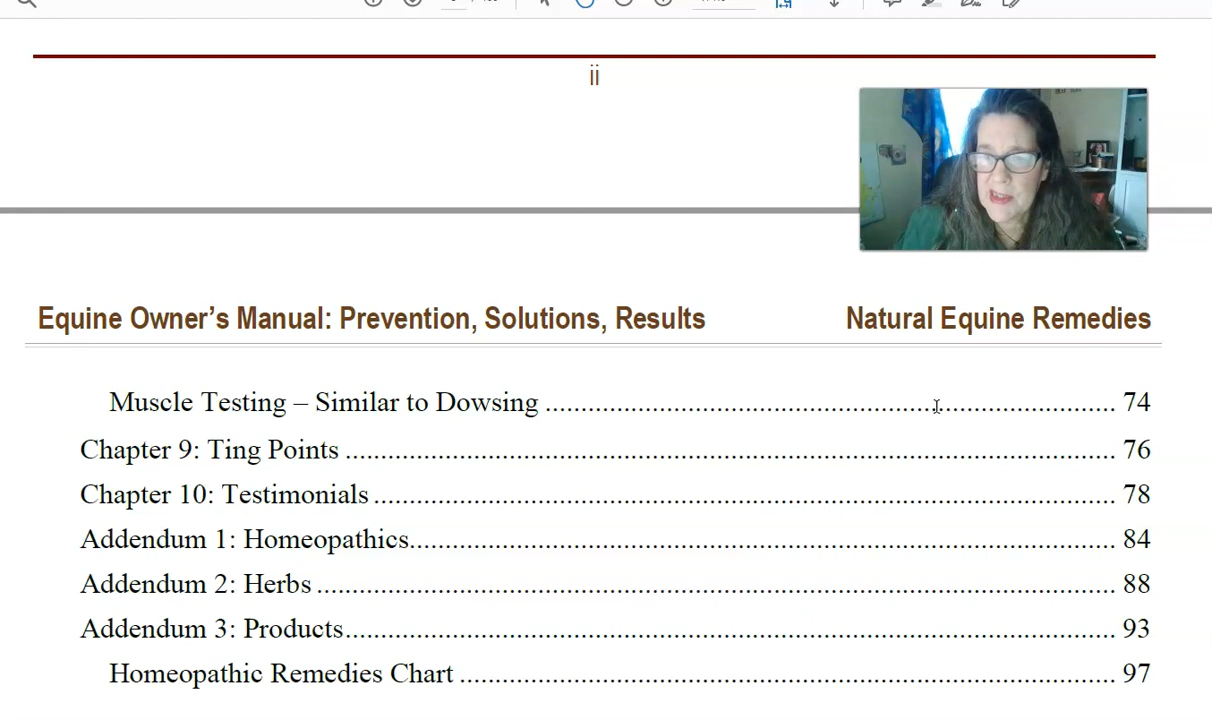 ii
Equine Owner's Manual: Prevention, Solutions, Results Natural Equine Remedies
Muscle Testing – Similar to Dowsing ........................................................................ 74
Chapter 9: Ting Points ........................................................................ 76
Chapter 10: Testimonials ........................................................................ 78
Addendum 1: Homeopathics........................................................................ 84
Addendum 2: Herbs ........................................................................ 88
Addendum 3: Products........................................................................ 93
Homeopathic Remedies Chart ........................................................................ 97